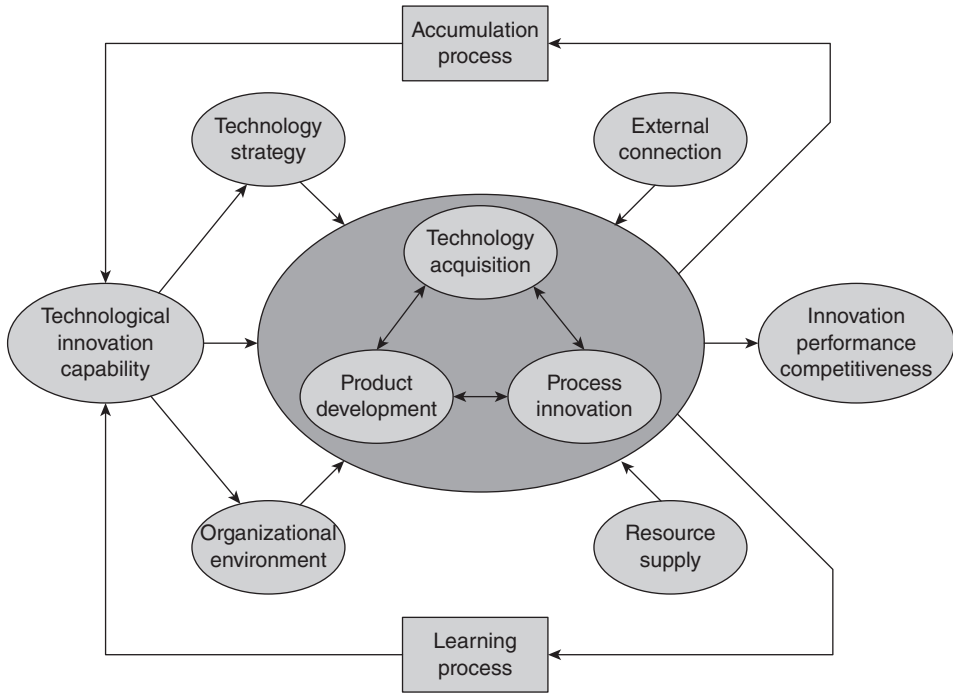 Accumulation
process
Technology
strategy
External
connection
Technology
acquisition
Technological
innovation
capability
Innovation
performance
competitiveness
Product
development
Process
innovation
Organizational
environment
Resource
supply
Learning
process